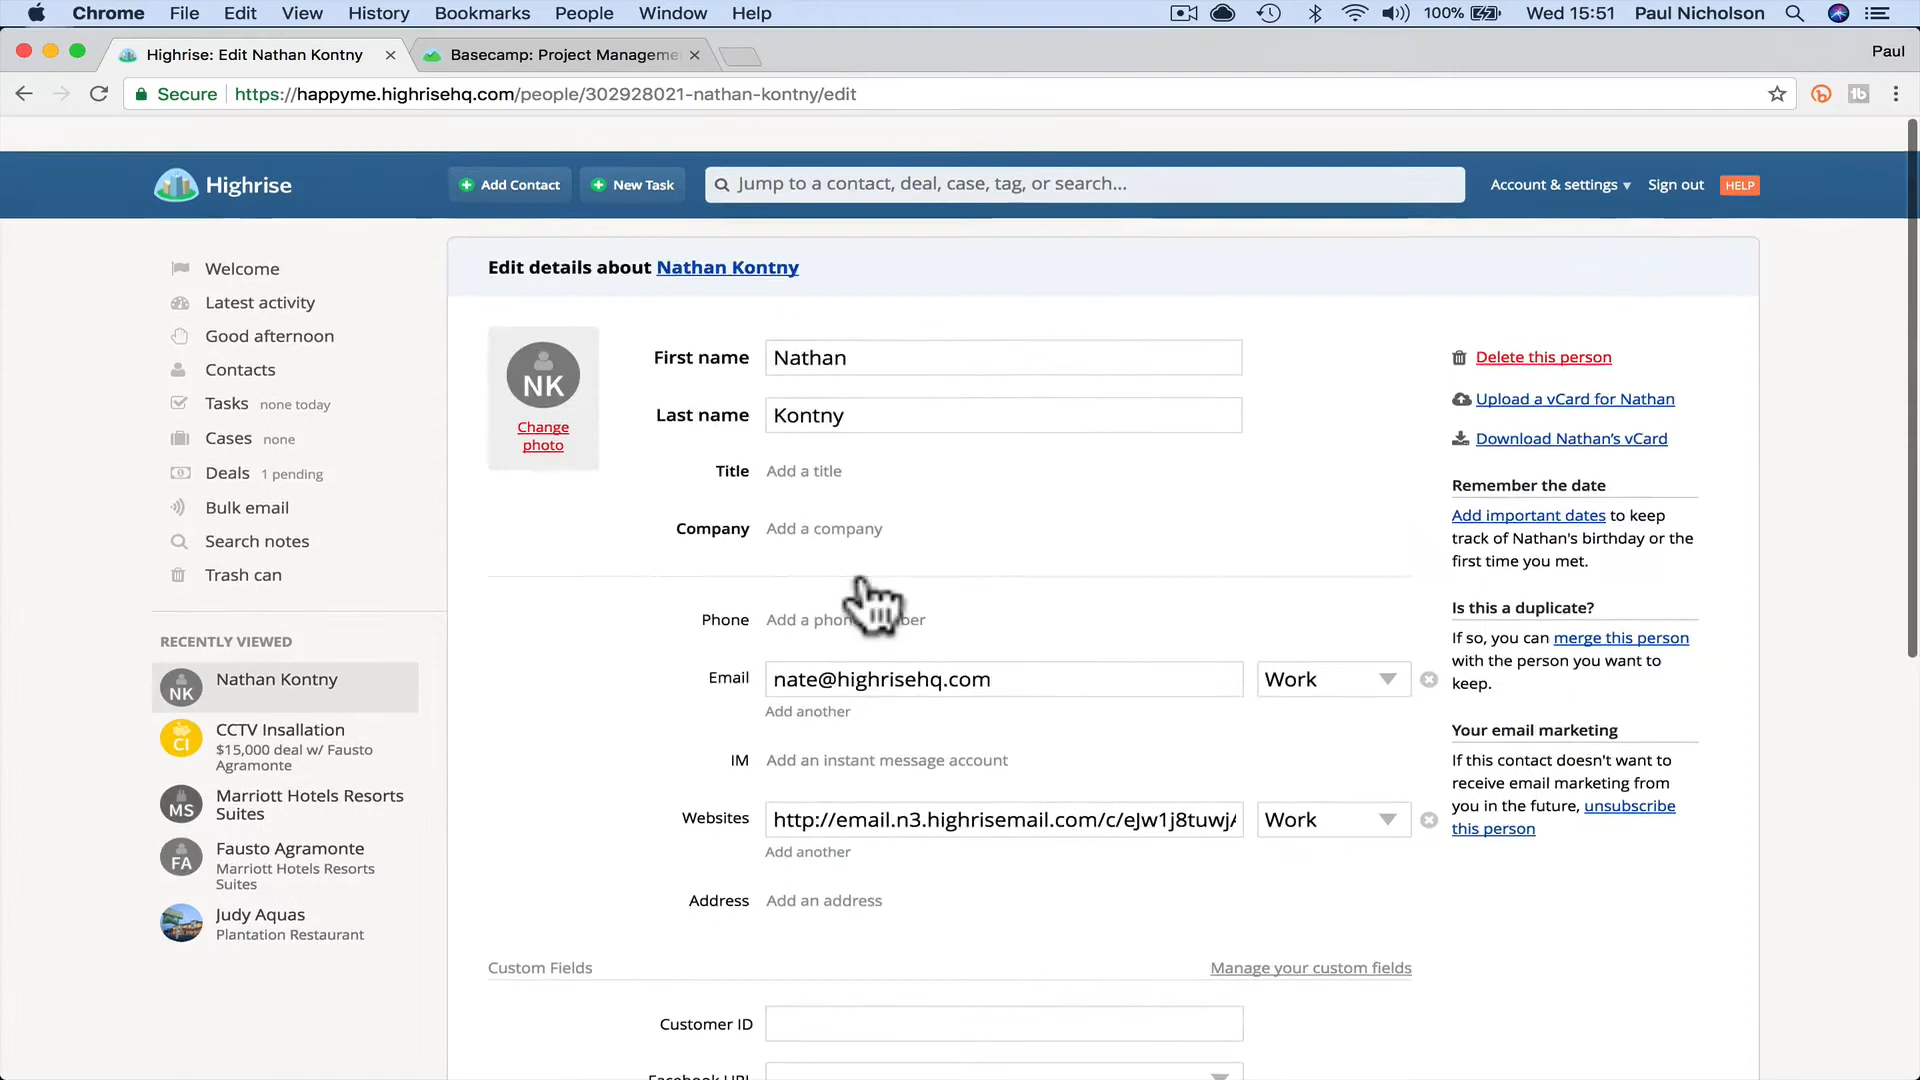 Chrome File Edit View History Bookmarks People Window Help 100% Wed 15:51 Paul Nicholson
Highrise: Edit Nathan Kontny
Basecamp: Project Manageme
Paul
Secure https://happyme.highrisehq.com/people/302928021-nathan-kontny/edit
Highrise
Add Contact
New Task
Jump to a contact, deal, case, tag, or search...
Account & settings
Sign out
HELP
Welcome
Latest activity
Good afternoon
Contacts
Tasks none today
Cases none
Deals 1 pending
Bulk email
Search notes
Trash can
RECENTLY VIEWED
NK
Nathan Kontny
CI
CCTV Insallation
$15,000 deal w/ Fausto
Agramonte
MS
Marriott Hotels Resorts
Suites
FA
Fausto Agramonte
Marriott Hotels Resorts
Suites
Judy Aquas
Plantation Restaurant
Edit details about Nathan Kontny
NK
Change
photo
First name Nathan
Last name Kontny
Title Add a title
Company Add a company
Phone Add a phon ber
Email nate@highrisehq.com Work
Add another
IM Add an instant message account
Websites http://email.n3.highrisemail.com/c/eJw1j8tuwj Work
Add another
Address Add an address
Custom Fields Manage your custom fields
Customer ID
Facebook URL
Delete this person
Upload a vCard for Nathan
Download Nathan’s vCard
Remember the date
Add important dates to keep
track of Nathan's birthday or the
first time you met.
Is this a duplicate?
If so, you can merge this person
with the person you want to
keep.
Your email marketing
If this contact doesn't want to
receive email marketing from
you in the future, unsubscribe
this person